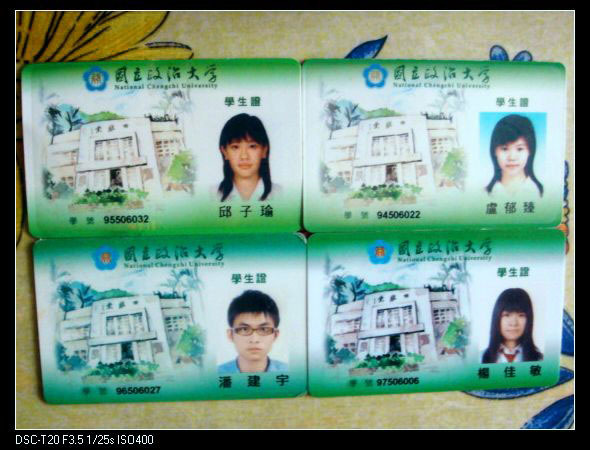 國立政治大學
National Chengchi University
學生證
邱子瑜
學號 95506032
國立政治大學
National Chengchi University
學生證
盧郁臻
學號 94506022
國立政治大學
National Chengchi University
學生證
潘建宇
學號 96506027
國立政治大學
National Chengchi University
學生證
楊佳敏
學號 97506006
DSC-T20 F3.5 1/25s ISO400